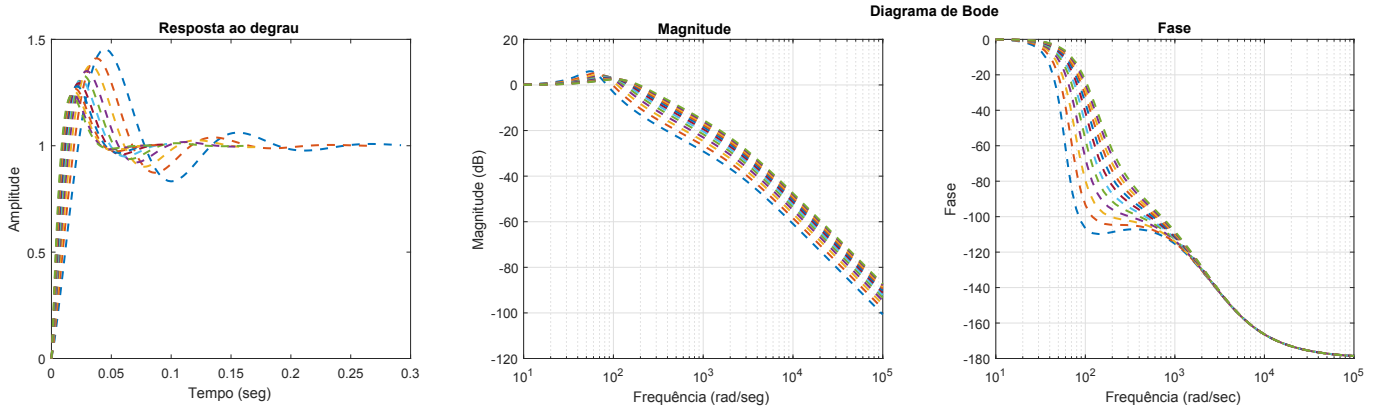 Diagrama de Bode
Resposta ao degrau
1.5
1
0.5
0
0 0.05 0.1 0.15 0.2 0.25 0.3
Amplitude
Tempo (seg)
Magnitude
20
0
-20
-40
-60
-80
-100
-120
10^1 10^2 10^3 10^4 10^5
Magnitude (dB)
Frequência (rad/seg)
Fase
0
-20
-40
-60
-80
-100
-120
-140
-160
-180
10^1 10^2 10^3 10^4 10^5
Fase
Frequência (rad/sec)